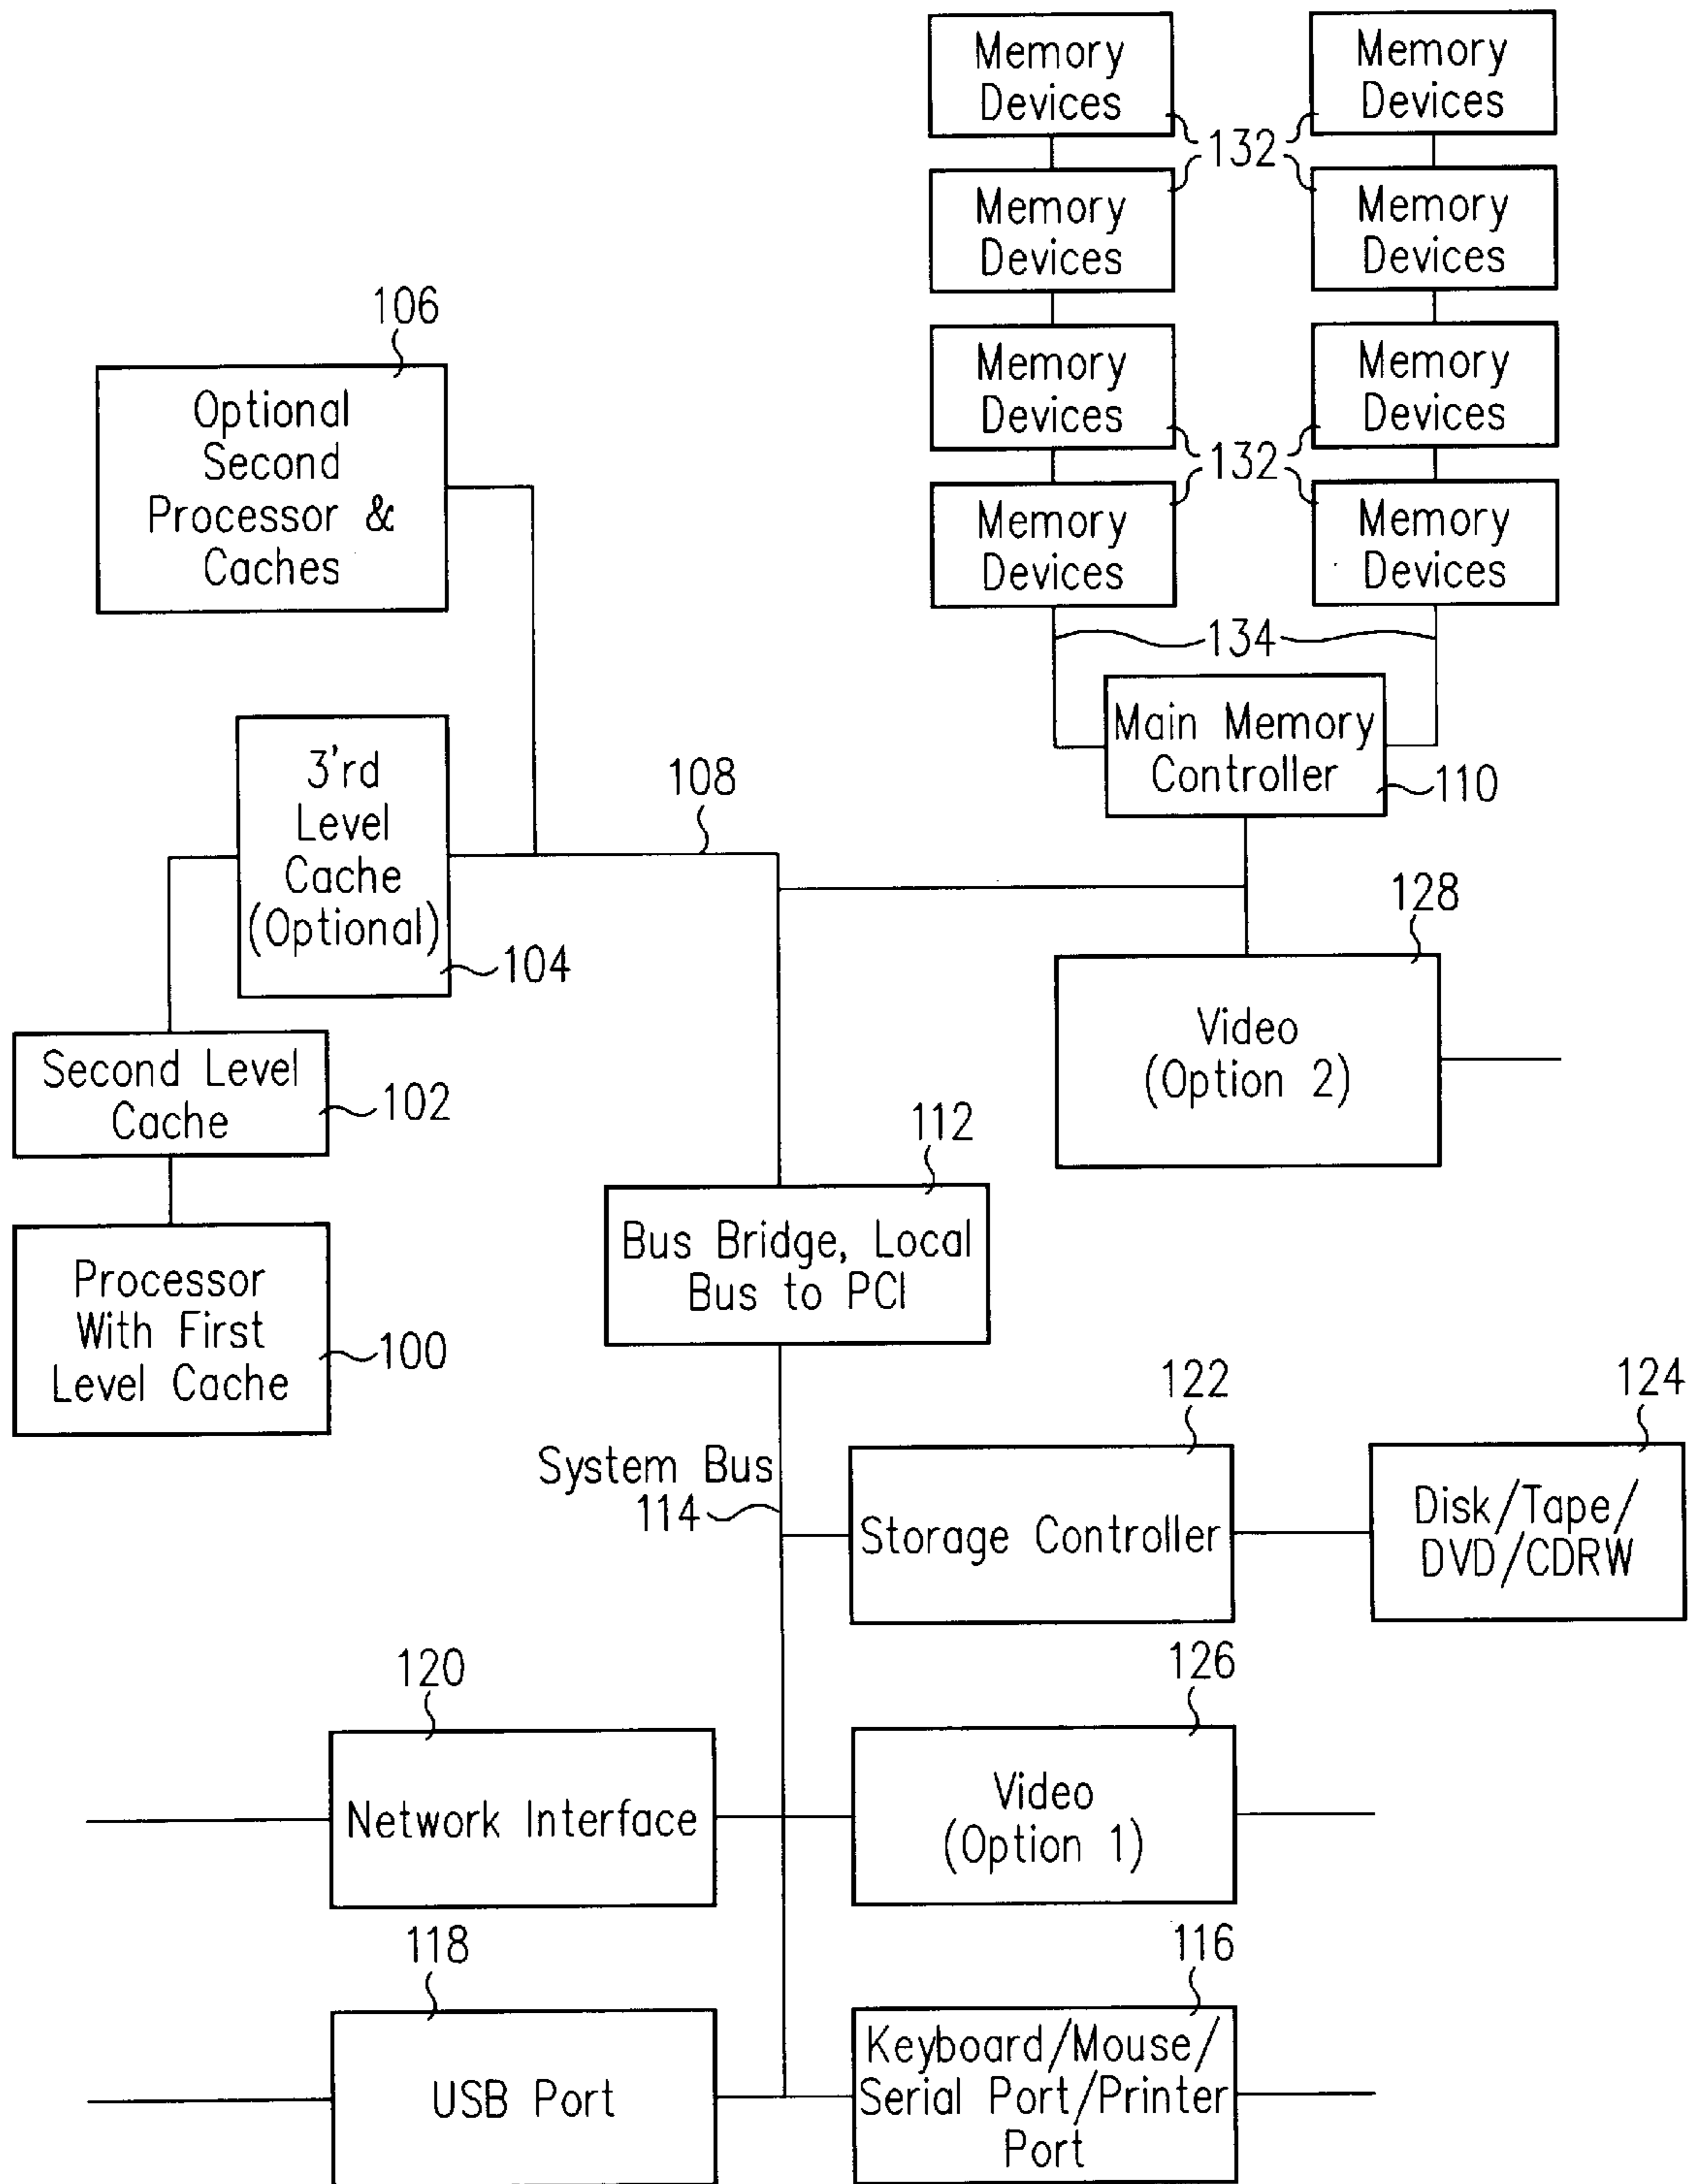 Memory
Devices
Memory
Devices
132
Memory
Devices
Memory
Devices
106
Optional
Second
Processor &
Caches
Memory
Devices
Memory
Devices
132
Memory
Devices
Memory
Devices
134
Main Memory
Controller
110
3'rd
Level
Cache
(Optional)
104
108
128
Video
(Option 2)
Second Level
Cache
102
112
Bus Bridge, Local
Bus to PCI
Processor
With First
Level Cache
100
System Bus
114
122
Storage Controller
124
Disk/Tape/
DVD/CDRW
120
Network Interface
126
Video
(Option 1)
118
USB Port
116
Keyboard/Mouse/
Serial Port/Printer
Port